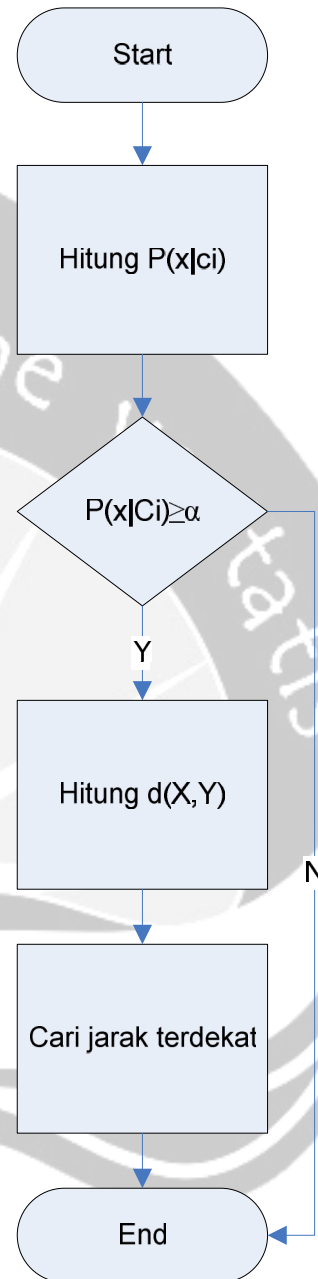 Start
Hitung P(x|ci)
P(x|Ci)≥α
Y
Hitung d(X,Y)
N
Cari jarak terdekat
End